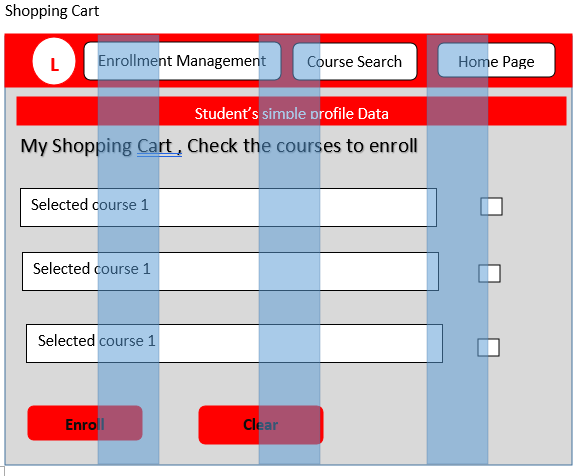 Shopping Cart
L
Enrollment Management
Course Search
Home Page
Student's simple profile Data
My Shopping Cart , Check the courses to enroll
Selected course 1
Selected course 1
Selected course 1
Enroll
Clear